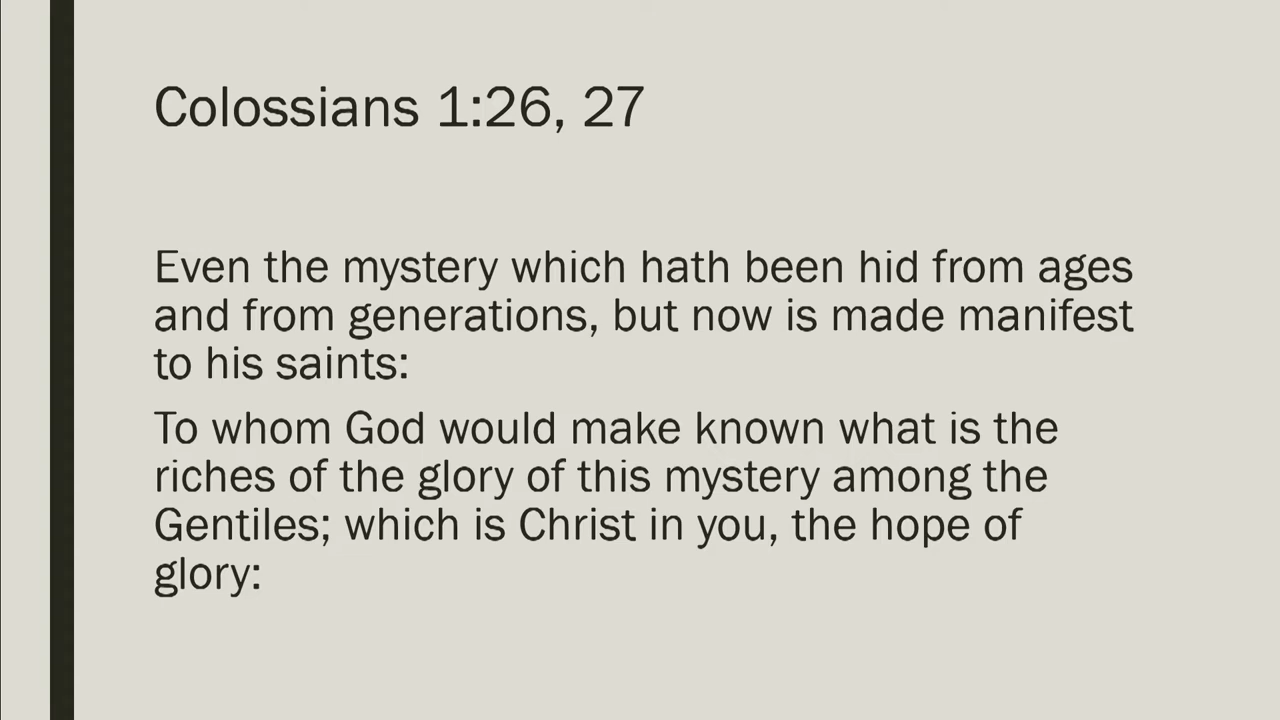 Colossians 1:26, 27
Even the mystery which hath been hid from ages
and from generations, but now is made manifest
to his saints:
To whom God would make known what is the
riches of the glory of this mystery among the
Gentiles; which is Christ in you, the hope of
glory: